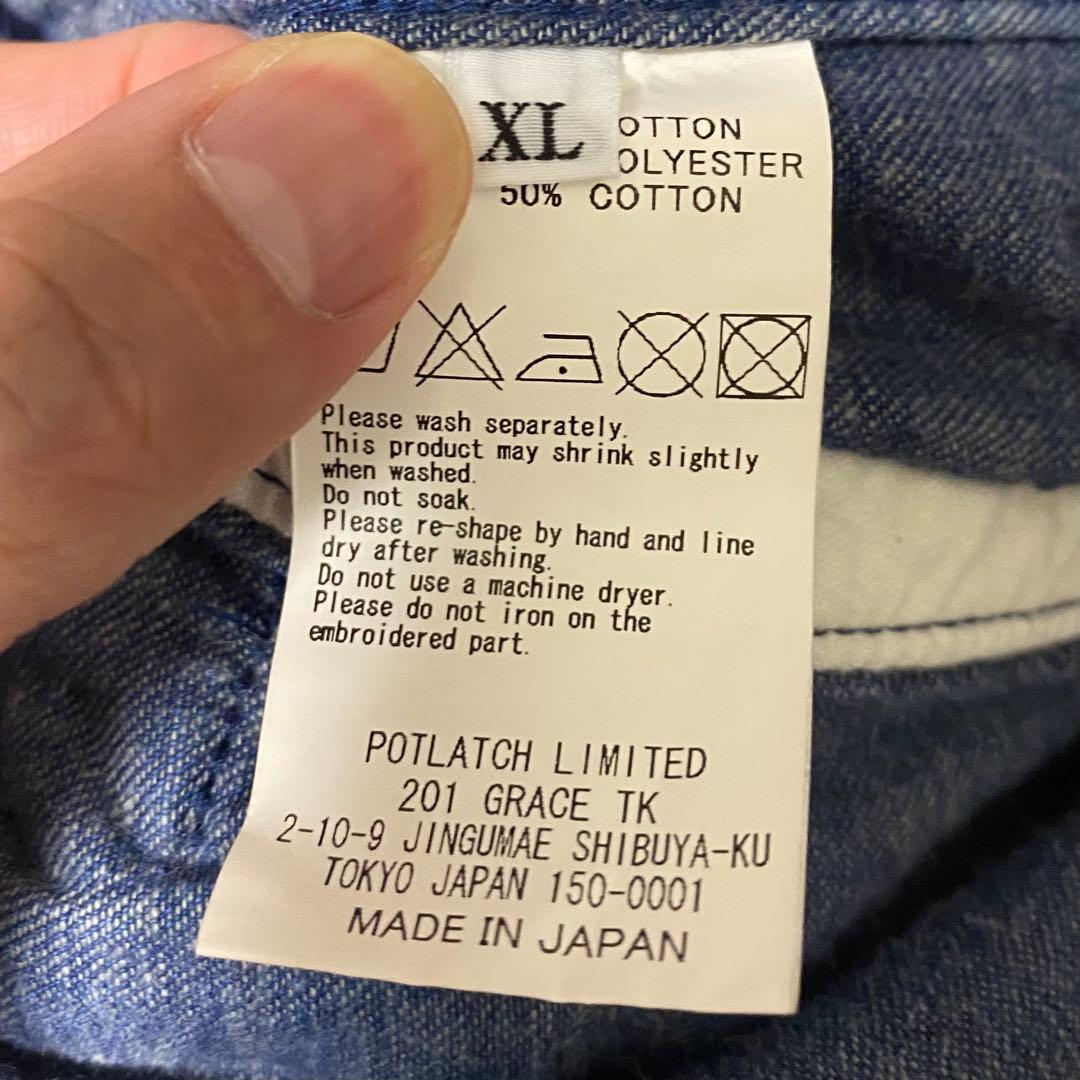 XL
COTTON
POLYESTER
50% COTTON
Please wash separately.
This product may shrink slightly
when washed.
Do not soak.
Please re-shape by hand and line
dry after washing.
Do not use a machine dryer.
Please do not iron on the
embroidered part.
POTLATCH LIMITED
201 GRACE TK
2-10-9 JINGUMAE SHIBUYA-KU
TOKYO JAPAN 150-0001
MADE IN JAPAN